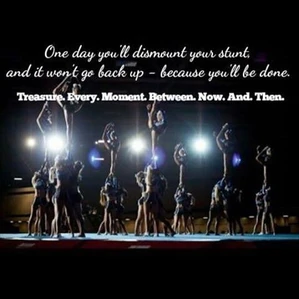 One day you'll dismount your stunt,
and it won't go back up - because you'll be done.
Treasure. Every. Moment. Between. Now. And. Then.